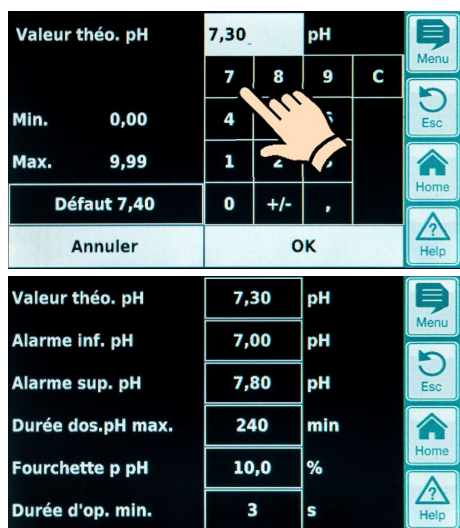 Valeur théo. pH 7,30_ pH
Menu
7 8 9 C
Min. 0,00 4
Esc
Max. 9,99 1 2
Home
Défaut 7,40 0 +/- ,
Annuler OK
Help
Valeur théo. pH 7,30 pH
Menu
Alarme inf. pH 7,00 pH
Alarme sup. pH 7,80 pH
Esc
Durée dos.pH max. 240 min
Home
Fourchette p pH 10,0 %
Durée d'op. min. 3 s
Help